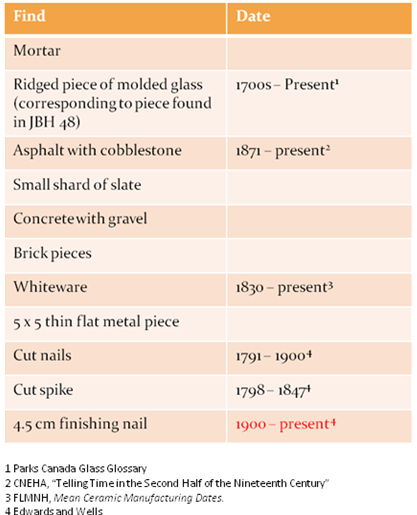 Find Date
Mortar
Ridged piece of molded glass 1700s – Present¹
(corresponding to piece found
in JBH 48)
Asphalt with cobblestone 1871 – present²
Small shard of slate
Concrete with gravel
Brick pieces
Whiteware 1830 – present³
5 x 5 thin flat metal piece
Cut nails 1791 – 1900⁴
Cut spike 1798 – 1847⁴
4.5 cm finishing nail 1900 – present⁴
1 Parks Canada Glass Glossary
2 CNEHA, “Telling Time in the Second Half of the Nineteenth Century”
3 FLMNH, Mean Ceramic Manufacturing Dates.
4 Edwards and Wells